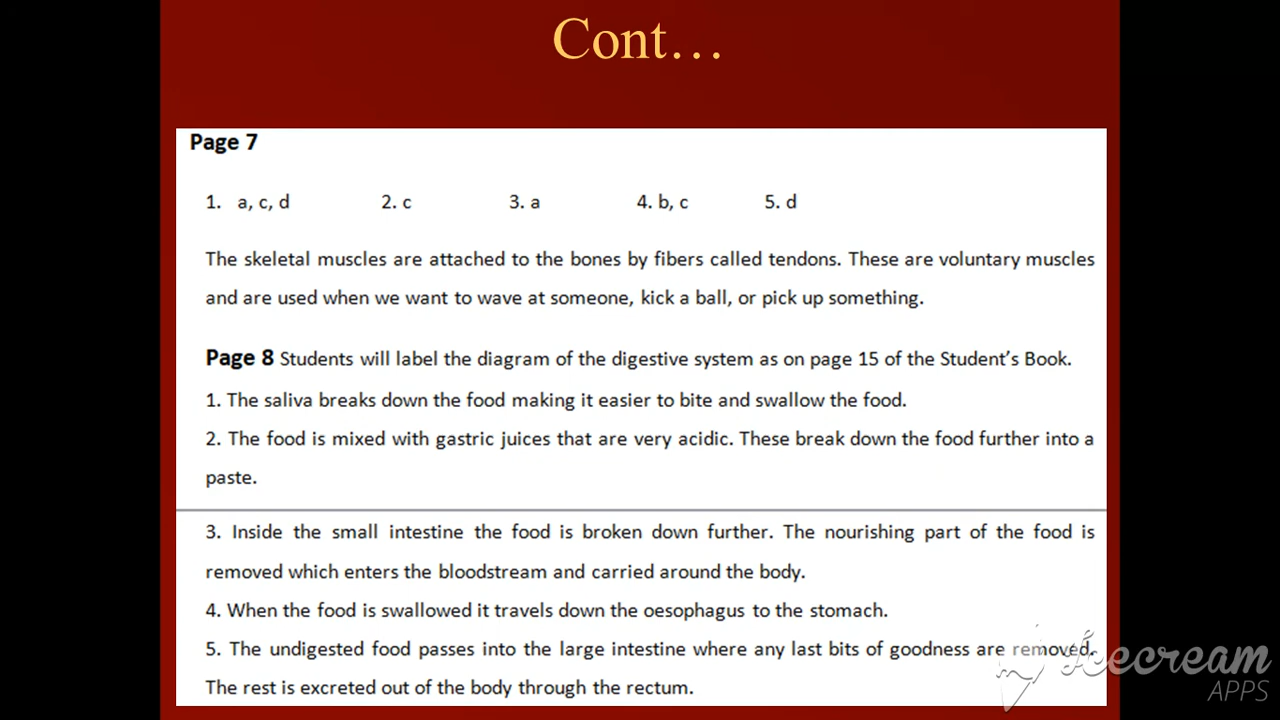 Cont…
Page 7
1. a, c, d 2. c 3. a 4. b, c 5. d
The skeletal muscles are attached to the bones by fibers called tendons. These are voluntary muscles
and are used when we want to wave at someone, kick a ball, or pick up something.
Page 8 Students will label the diagram of the digestive system as on page 15 of the Student's Book.
1. The saliva breaks down the food making it easier to bite and swallow the food.
2. The food is mixed with gastric juices that are very acidic. These break down the food further into a
paste.
3. Inside the small intestine the food is broken down further. The nourishing part of the food is
removed which enters the bloodstream and carried around the body.
4. When the food is swallowed it travels down the oesophagus to the stomach.
5. The undigested food passes into the large intestine where any last bits of goodness are removed.
The rest is excreted out of the body through the rectum.
Icecream
APPS